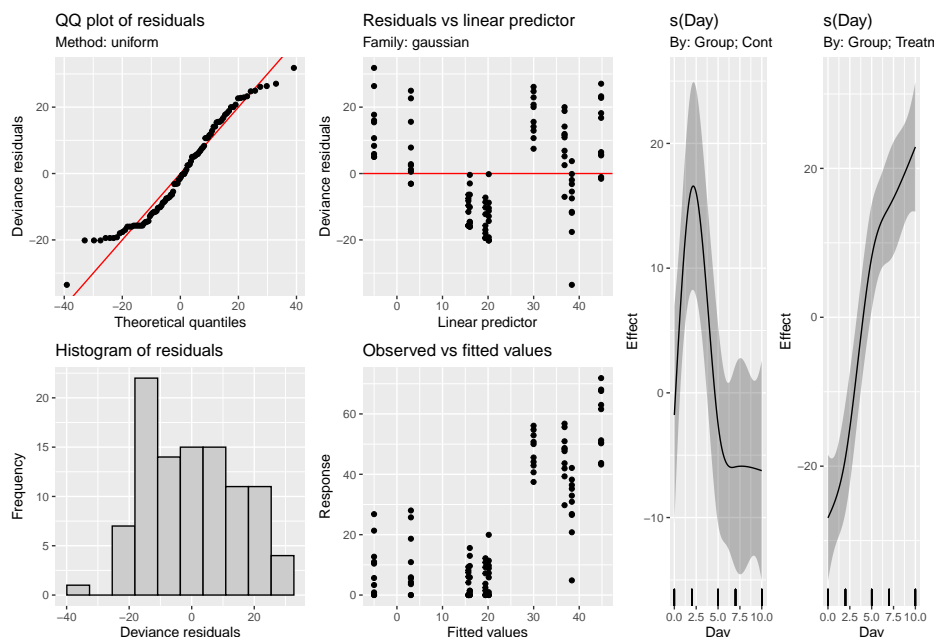 QQ plot of residuals
Method: uniform
Deviance residuals
20
0
−20
−40
−20
0
20
40
Theoretical quantiles
Residuals vs linear predictor
Family: gaussian
Deviance residuals
20
0
−20
0
10
20
30
40
Linear predictor
Histogram of residuals
Frequency
20
15
10
5
0
−40
−20
0
20
Deviance residuals
Observed vs fitted values
Response
60
40
20
0
0
10
20
30
40
Fitted values
s(Day)
By: Group; Cont
Effect
20
10
0
−10
0.0
2.5
5.0
7.5
10.0
Day
s(Day)
By: Group; Treatm
Effect
20
0
−20
0.0
2.5
5.0
7.5
10.0
Day